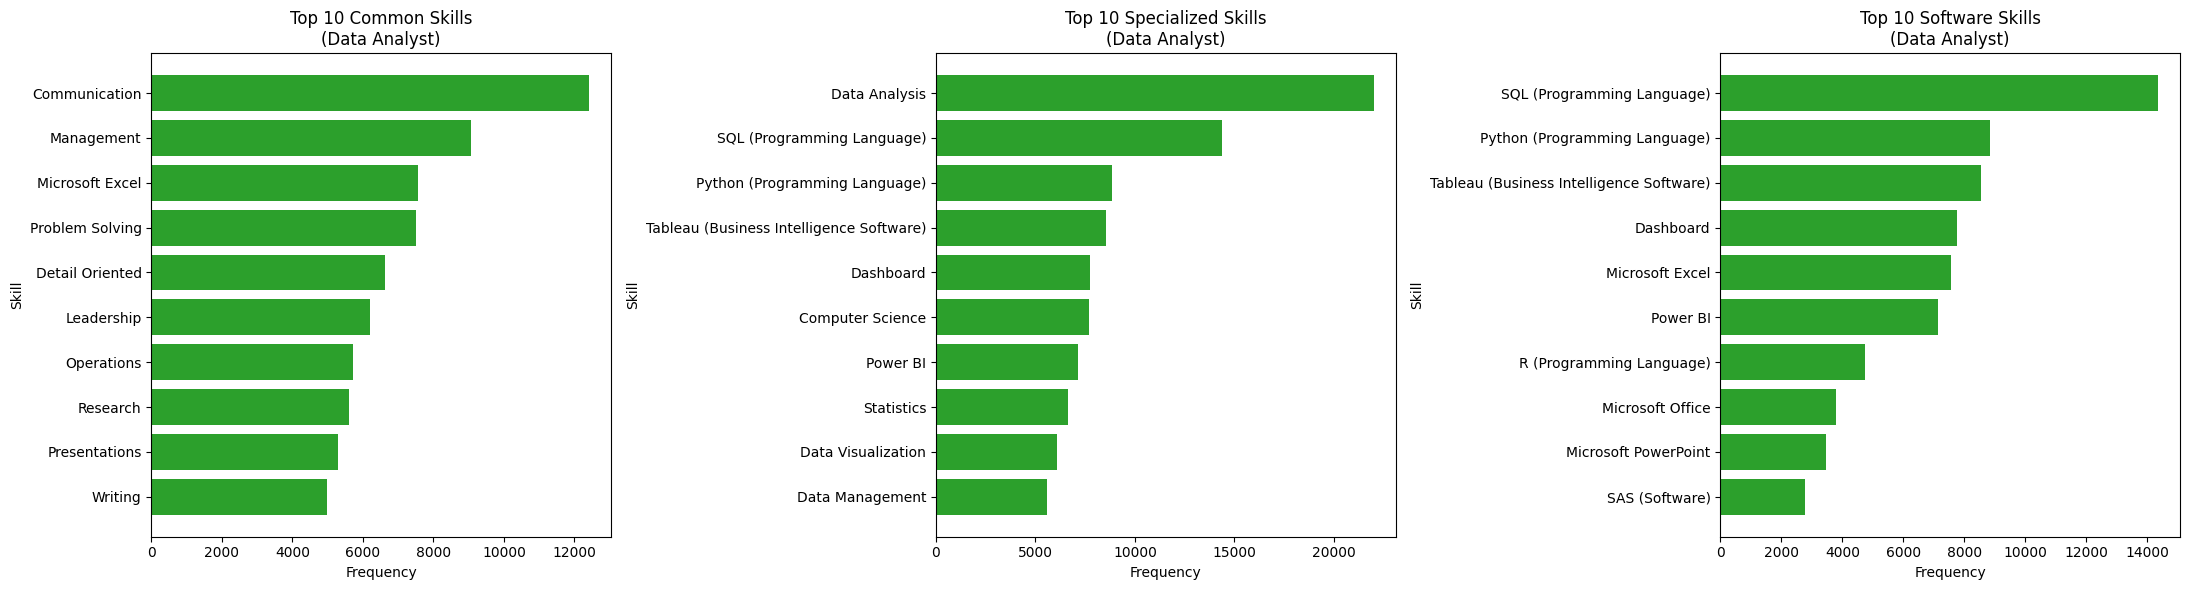 Top 10 Common Skills
(Data Analyst)
Skill
Communication
Management
Microsoft Excel
Problem Solving
Detail Oriented
Leadership
Operations
Research
Presentations
Writing
0 2000 4000 6000 8000 10000 12000
Frequency
Top 10 Specialized Skills
(Data Analyst)
Skill
Data Analysis
SQL (Programming Language)
Python (Programming Language)
Tableau (Business Intelligence Software)
Dashboard
Computer Science
Power BI
Statistics
Data Visualization
Data Management
0 5000 10000 15000 20000
Frequency
Top 10 Software Skills
(Data Analyst)
Skill
SQL (Programming Language)
Python (Programming Language)
Tableau (Business Intelligence Software)
Dashboard
Microsoft Excel
Power BI
R (Programming Language)
Microsoft Office
Microsoft PowerPoint
SAS (Software)
0 2000 4000 6000 8000 10000 12000 14000
Frequency